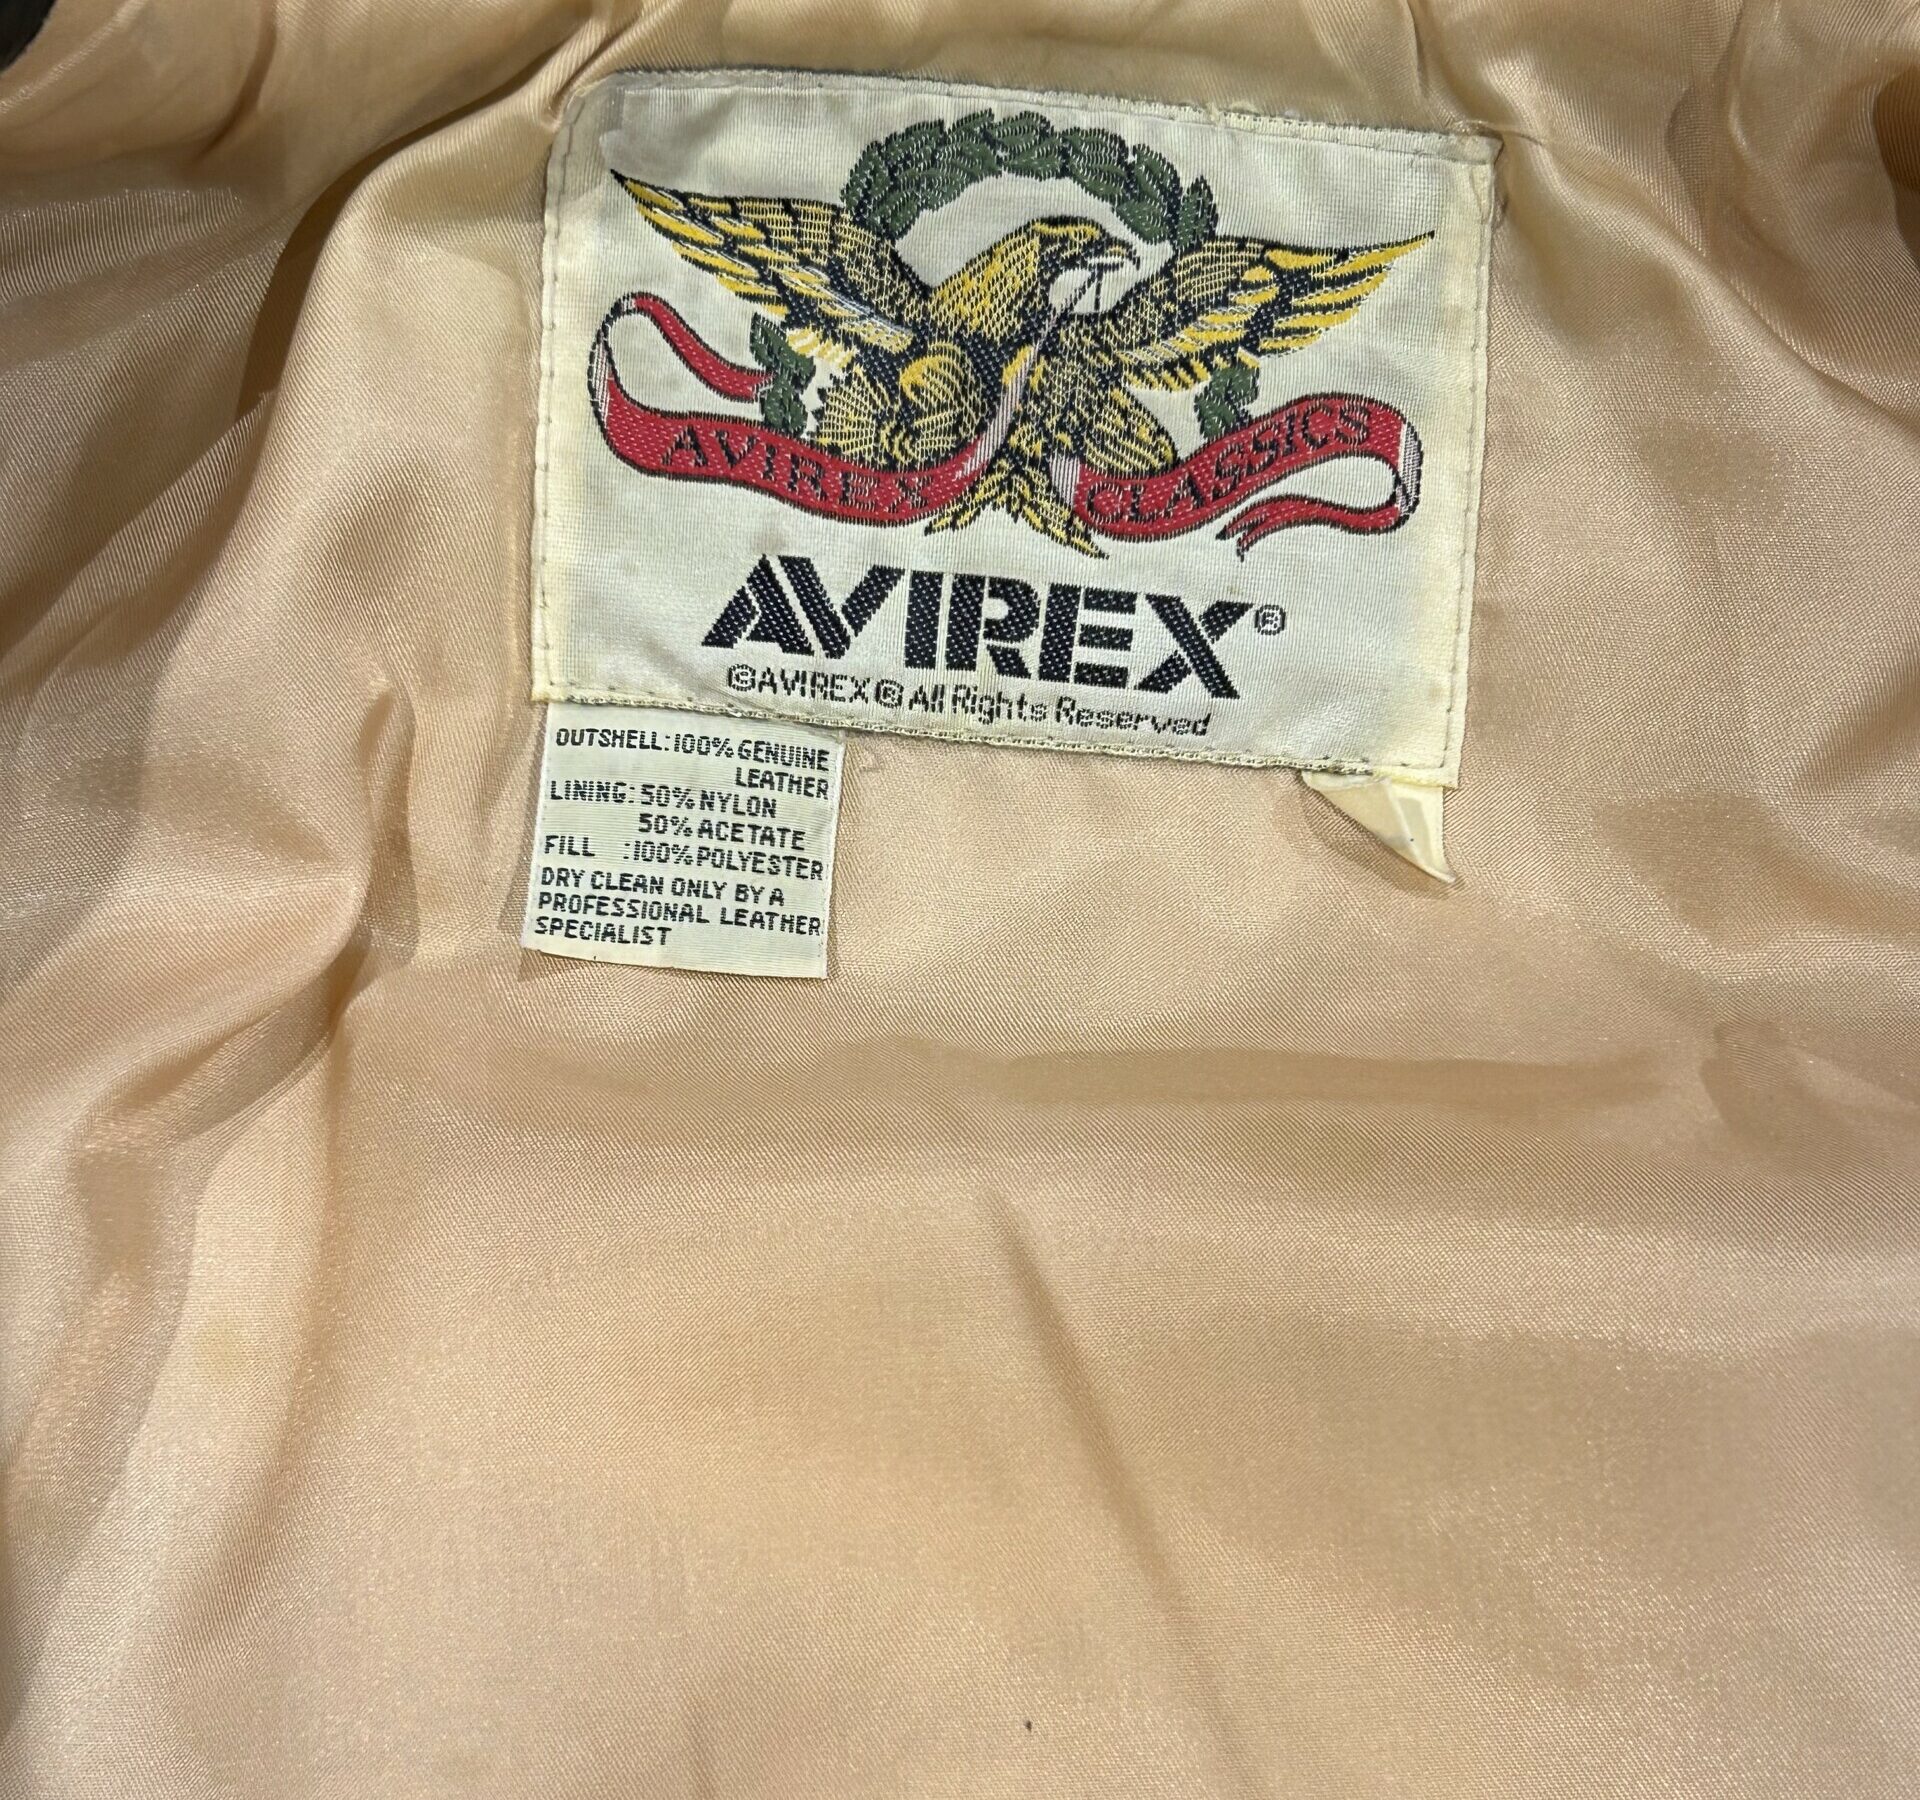 AVIREX CLASSICS
AVIREX®
©AVIREX® All Rights Reserved
OUTSHELL:100% GENUINE
LEATHER
LINING: 50% NYLON
50% ACETATE
FILL :100% POLYESTER
DRY CLEAN ONLY BY A
PROFESSIONAL LEATHER
SPECIALIST